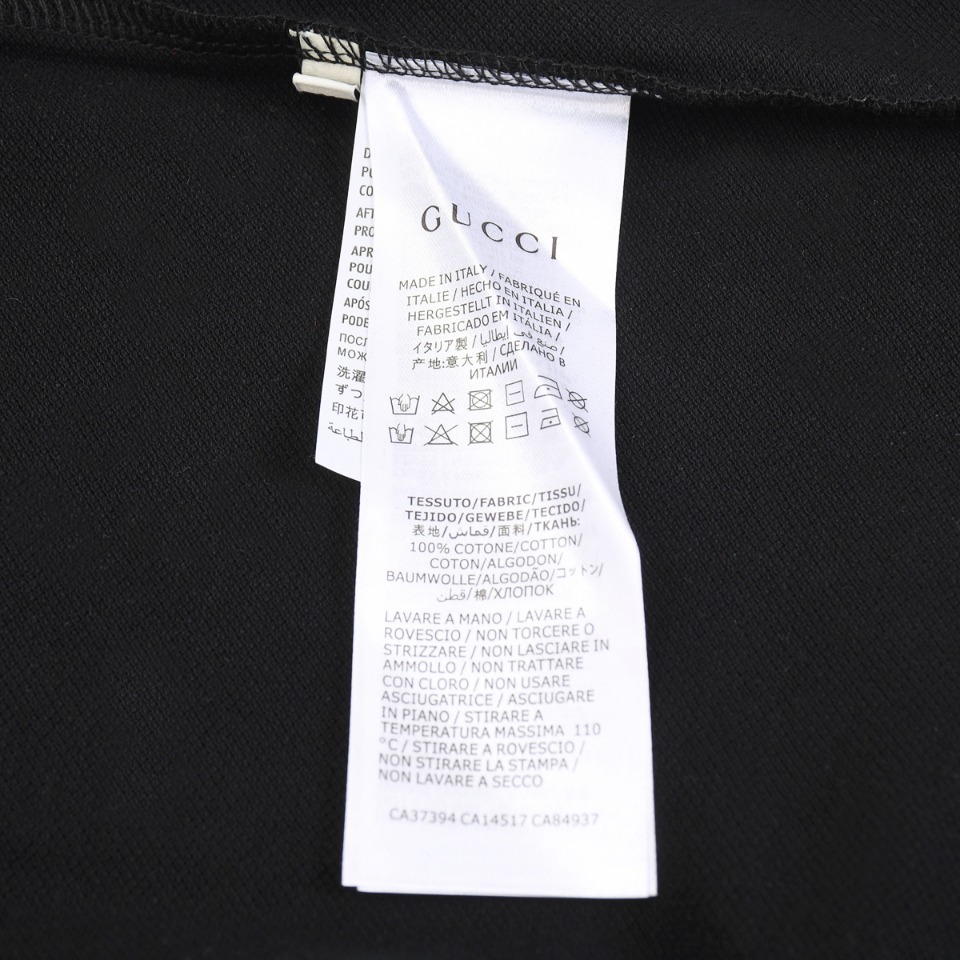 GUCCI
MADE IN ITALY / FABRIQUÉ EN
ITALIE / HECHO EN ITALIA /
HERGESTELLT IN ITALIEN /
FABRICADO EM ITÁLIA /
イタリア製 / صنع في إيطاليا /
产地:意大利 / СДЕЛАНО В
ИТАЛИИ
TESSUTO/FABRIC/TISSU/
TEJIDO/GEWEBE/TECIDO/
表地/قماش/面料/ТКАНЬ:
100% COTONE/COTTON/
COTON/ALGODON/
BAUMWOLLE/ALGODÃO/コットン/
قطن/棉/ХЛОПОК
LAVARE A MANO / LAVARE A
ROVESCIO / NON TORCERE O
STRIZZARE / NON LASCIARE IN
AMMOLLO / NON TRATTARE
CON CLORO / NON USARE
ASCIUGATRICE / ASCIUGARE
IN PIANO / STIRARE A
TEMPERATURA MASSIMA 110
°C / STIRARE A ROVESCIO /
NON STIRARE LA STAMPA /
NON LAVARE A SECCO
CA37394 CA14517 CA84937